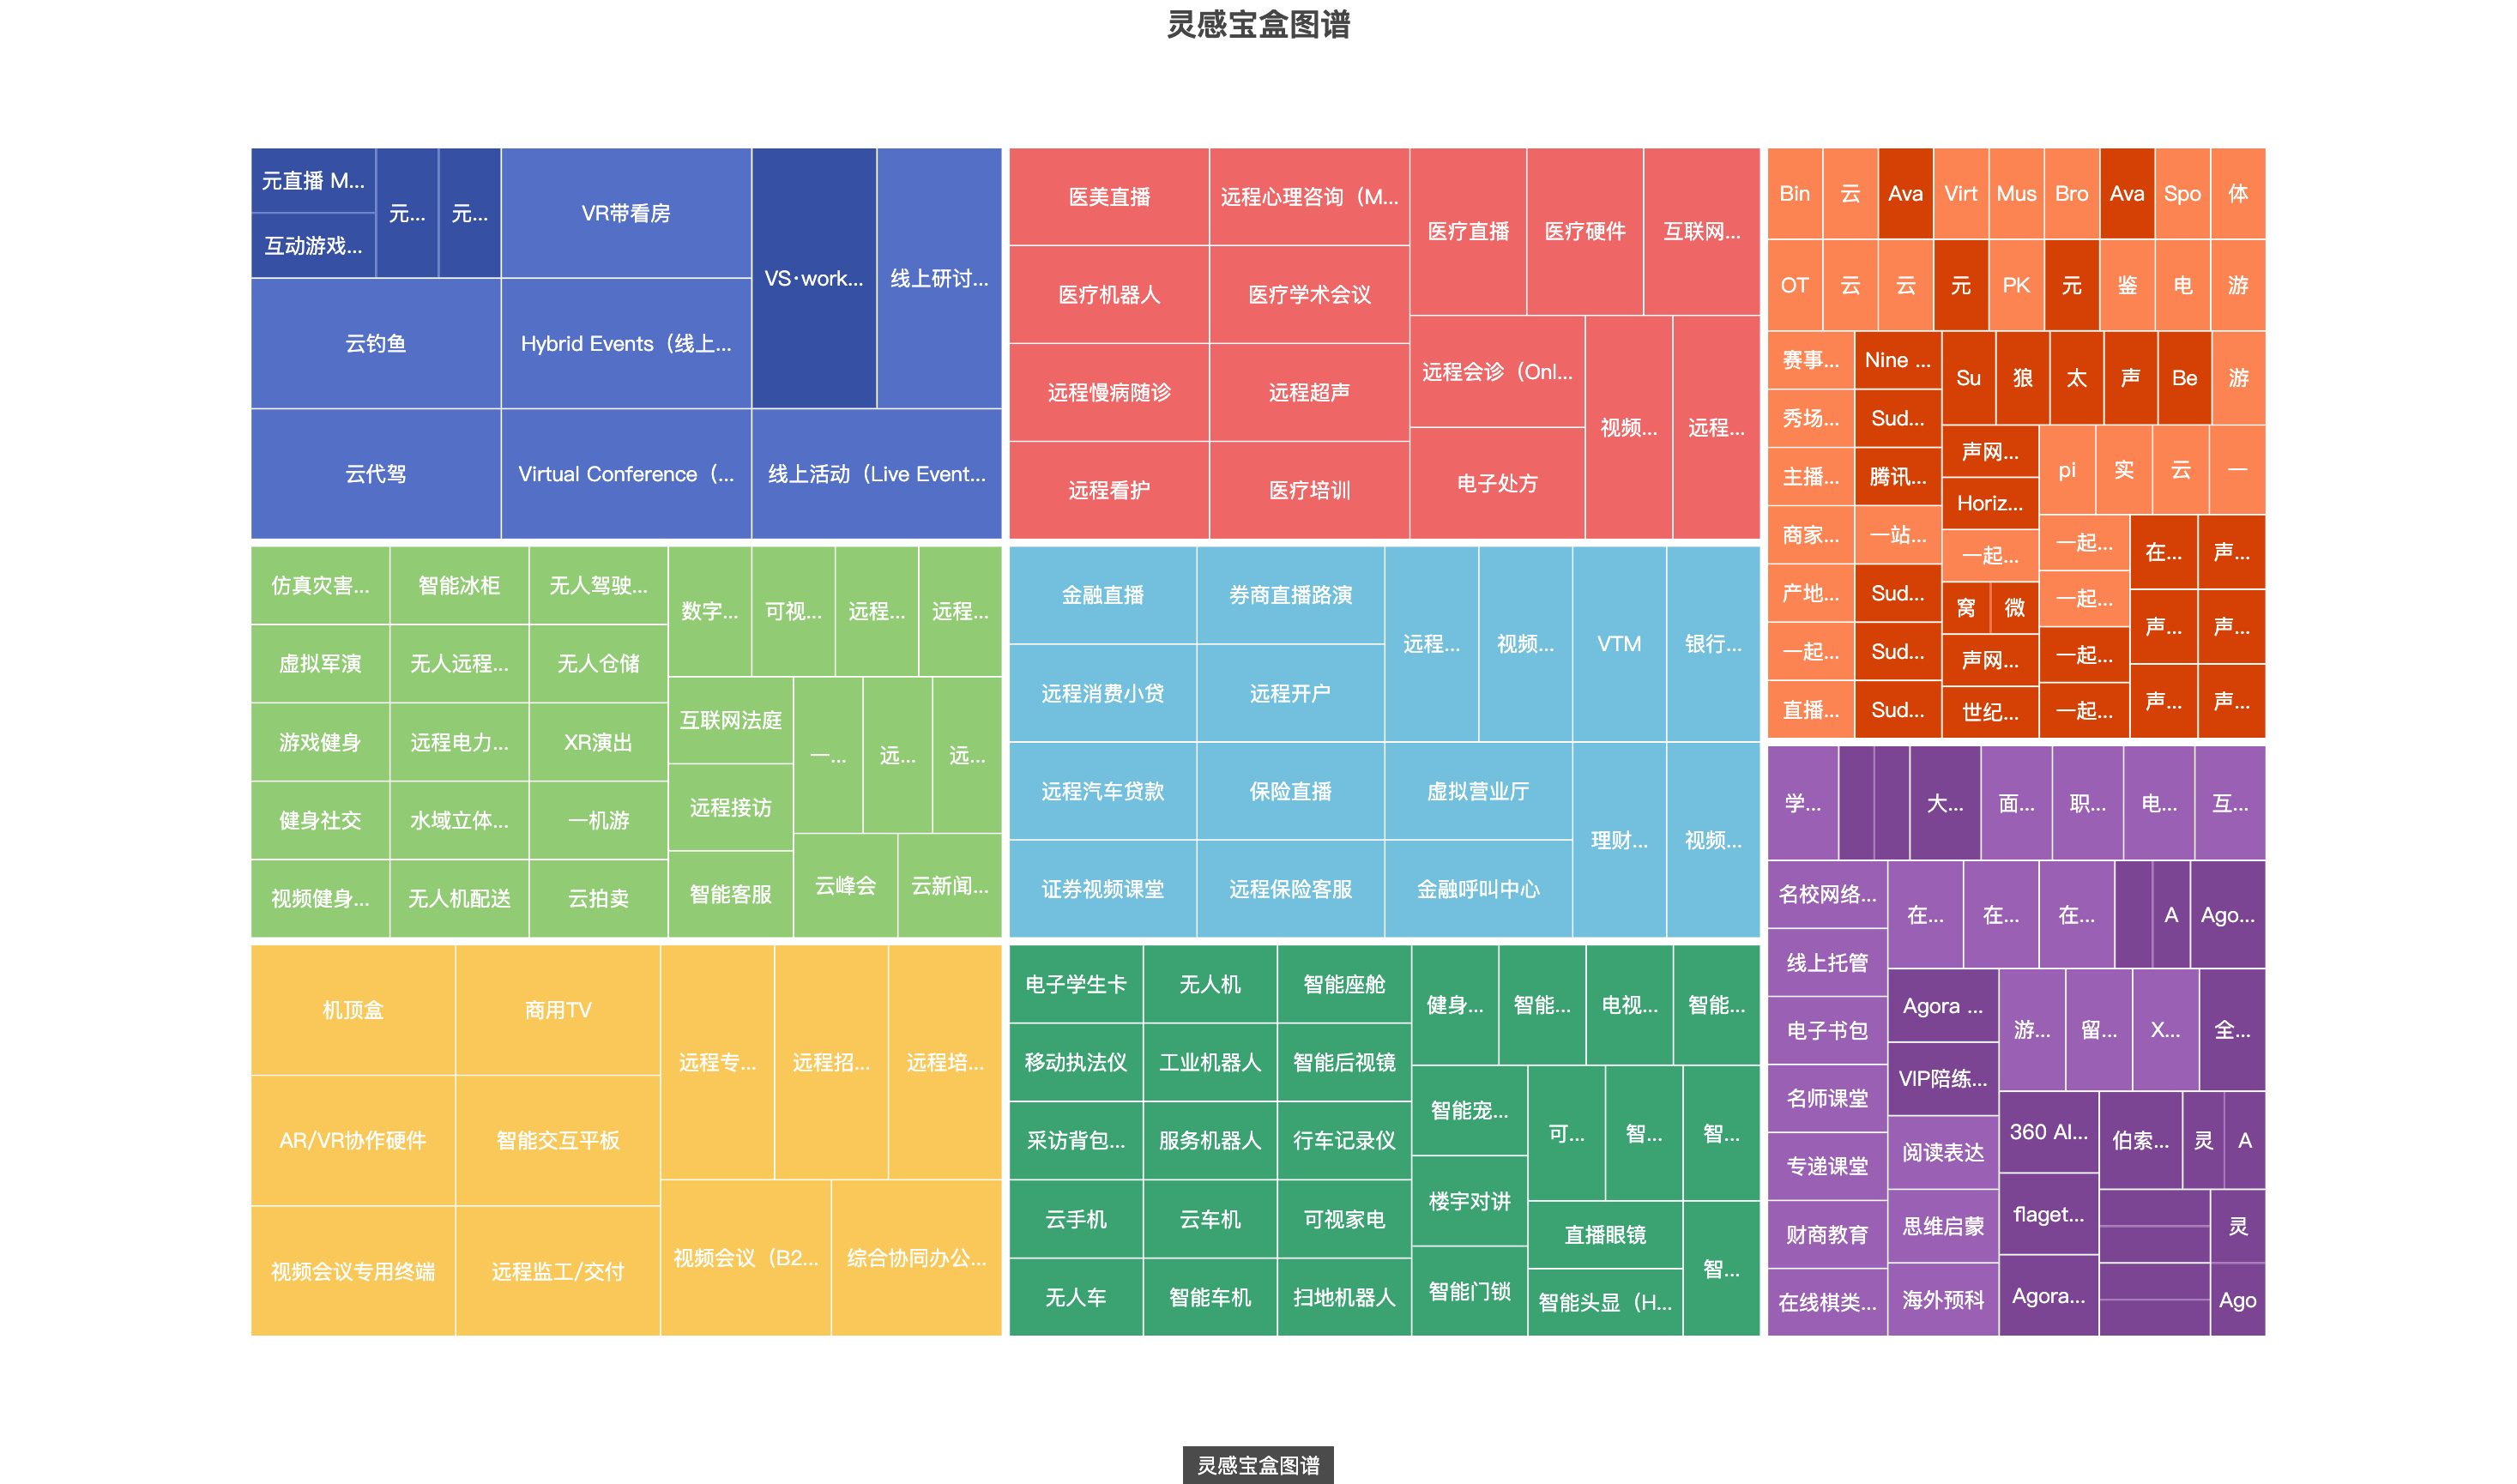 灵感宝盒图谱
元直播 M...
互动游戏...
元...
元...
VR带看房
云钓鱼
Hybrid Events（线上...
云代驾
Virtual Conference（...
VS·work...
线上研讨...
线上活动（Live Event...
医美直播
远程心理咨询（M...
医疗机器人
医疗学术会议
远程慢病随诊
远程超声
远程看护
医疗培训
医疗直播
医疗硬件
互联网...
远程会诊（Onl...
电子处方
视频...
远程...
Bin
云
Ava
Virt
Mus
Bro
Ava
Spo
体
OT
云
云
元
PK
元
鉴
电
游
赛事...
秀场...
主播...
商家...
产地...
一起...
直播...
Nine ...
Sud...
腾讯...
一站...
Sud...
Sud...
Sud...
Su
狼
太
声
Be
游
声网...
Horiz...
一起...
窝
微
声网...
世纪...
pi
实
云
一
一起...
一起...
一起...
一起...
在...
声...
声...
声...
声...
声...
仿真灾害...
智能冰柜
无人驾驶...
虚拟军演
无人远程...
无人仓储
游戏健身
远程电力...
XR演出
健身社交
水域立体...
一机游
视频健身...
无人机配送
云拍卖
数字...
可视...
远程...
远程...
互联网法庭
远程接访
智能客服
一...
远...
远...
云峰会
云新闻...
金融直播
券商直播路演
远程消费小贷
远程开户
远程...
视频...
VTM
银行...
远程汽车贷款
保险直播
虚拟营业厅
证券视频课堂
远程保险客服
金融呼叫中心
理财...
视频...
学...
大...
面...
职...
电...
互...
名校网络...
线上托管
电子书包
名师课堂
专递课堂
财商教育
在线棋类...
在...
在...
在...
A
Ago...
Agora ...
VIP陪练...
阅读表达
思维启蒙
海外预科
游...
留...
X...
全...
360 AI...
flaget...
Agora...
伯索...
灵
A
灵
Ago
机顶盒
商用TV
AR/VR协作硬件
智能交互平板
视频会议专用终端
远程监工/交付
远程专...
远程招...
远程培...
视频会议（B2...
综合协同办公...
电子学生卡
无人机
智能座舱
移动执法仪
工业机器人
智能后视镜
采访背包...
服务机器人
行车记录仪
云手机
云车机
可视家电
无人车
智能车机
扫地机器人
健身...
智能...
电视...
智能...
智能宠...
楼宇对讲
智能门锁
可...
智...
智...
直播眼镜
智能头显（H...
智...
灵感宝盒图谱